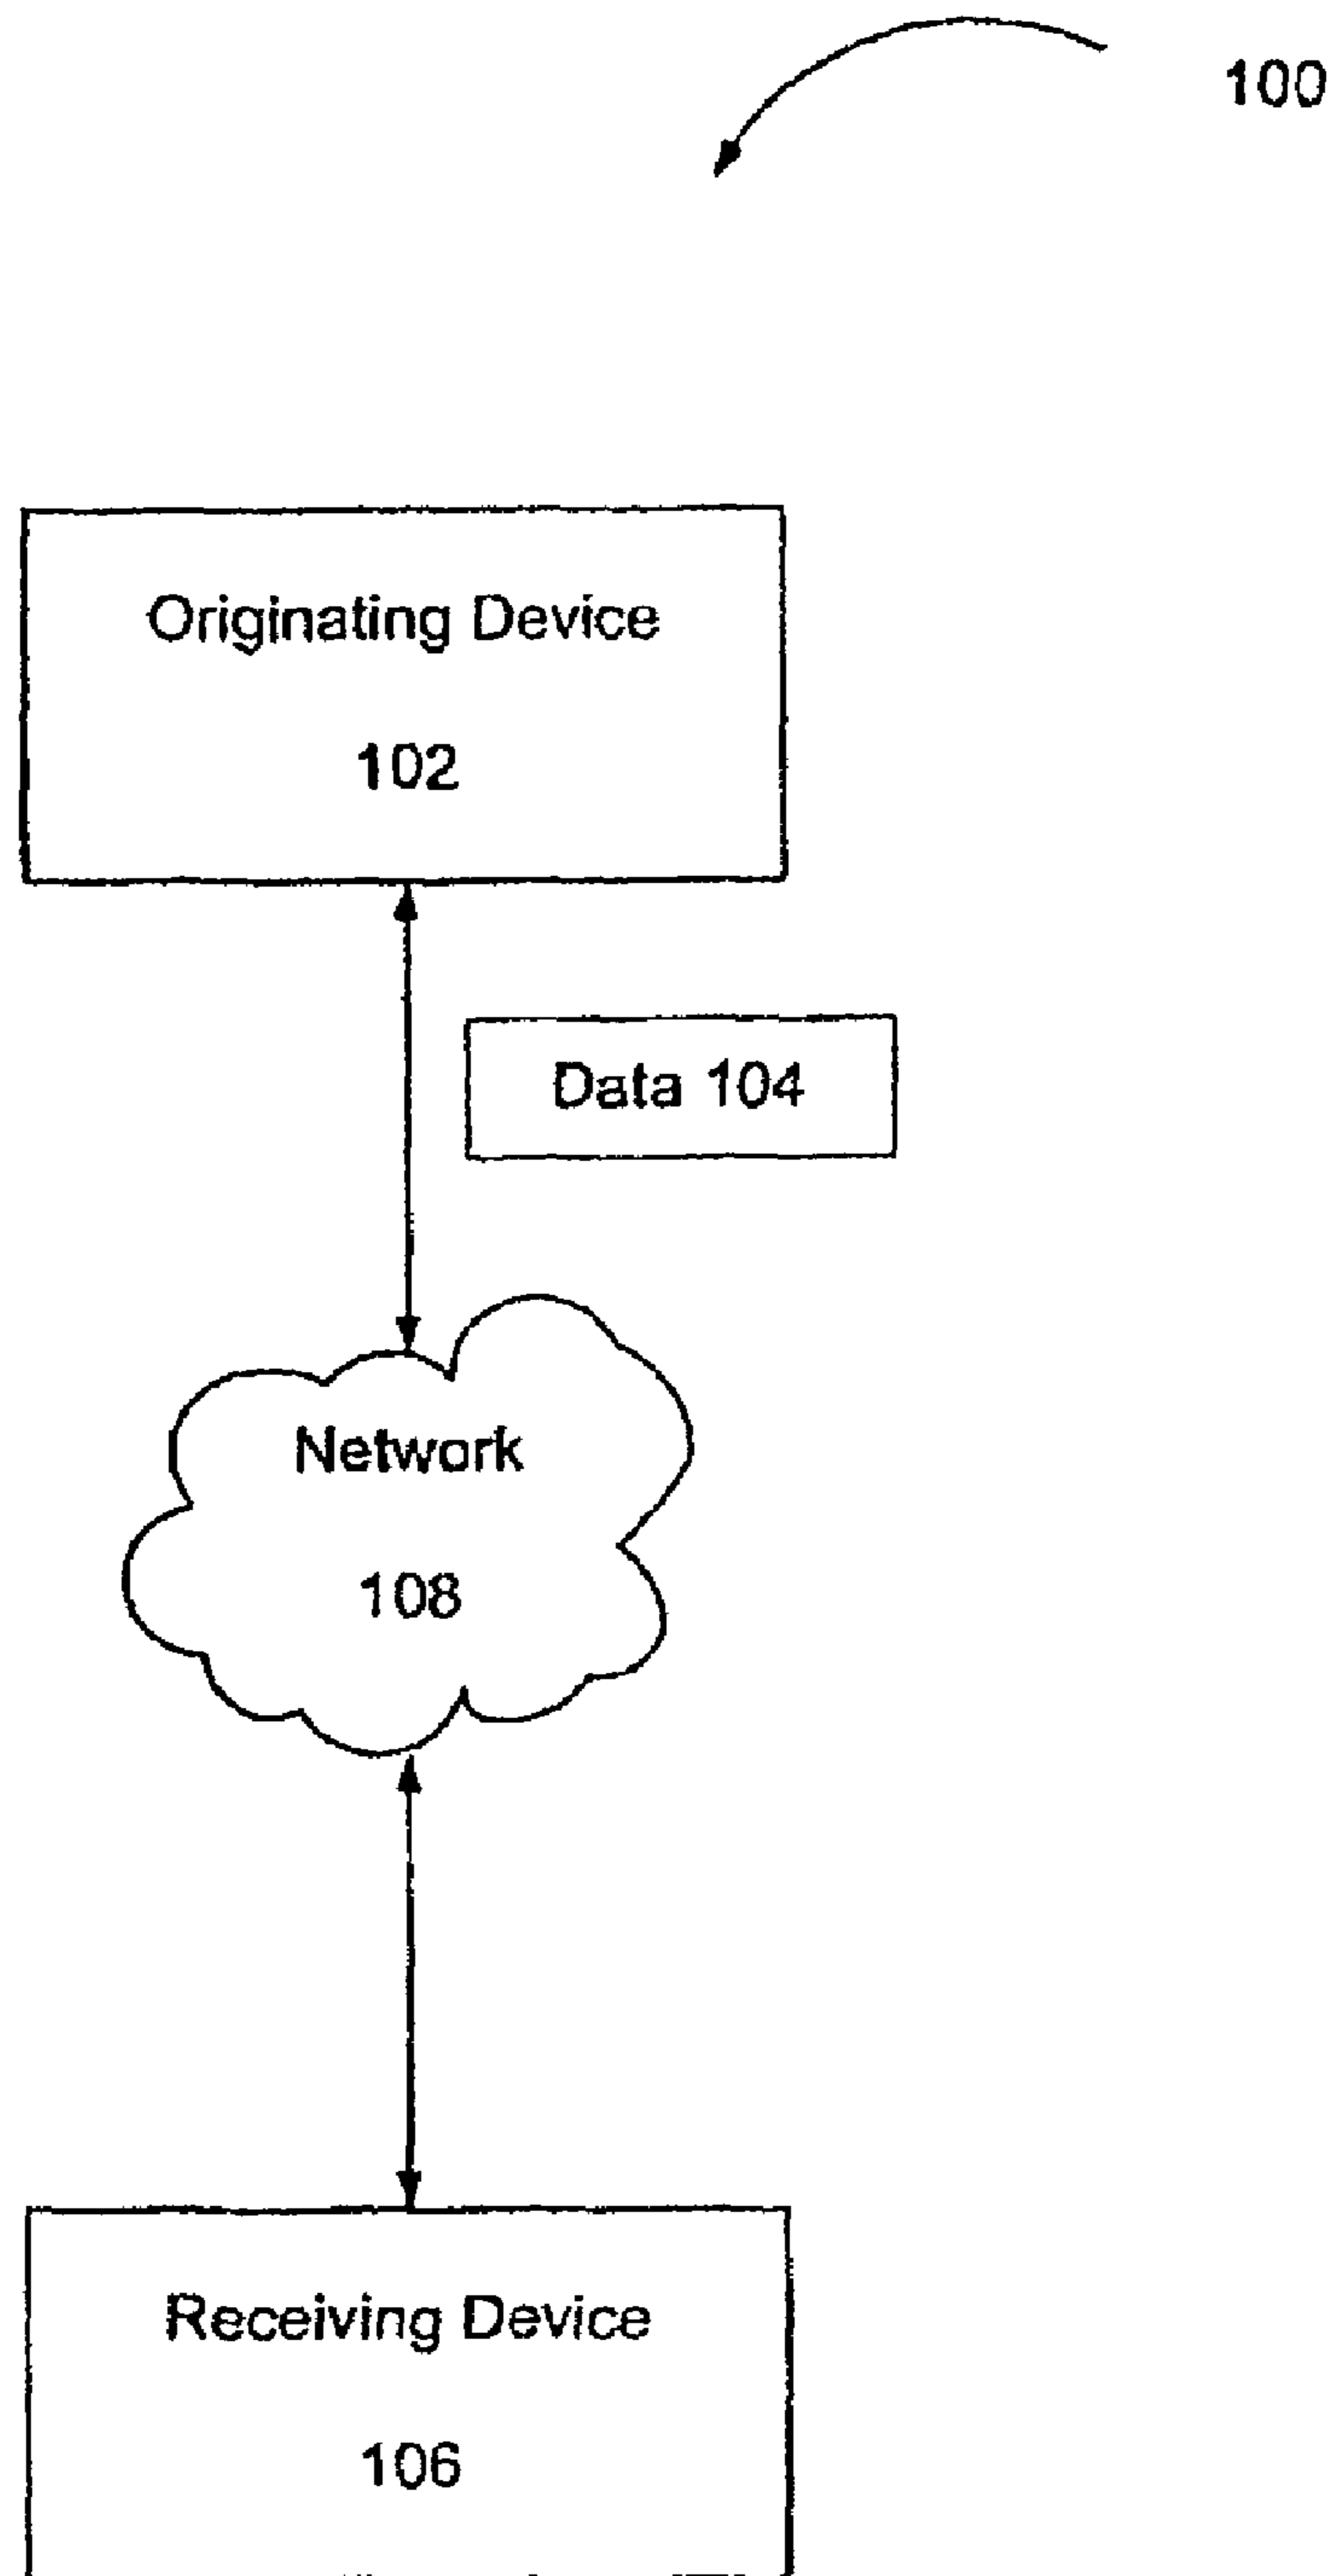 100
Originating Device
102
Data 104
Network
108
Receiving Device
106